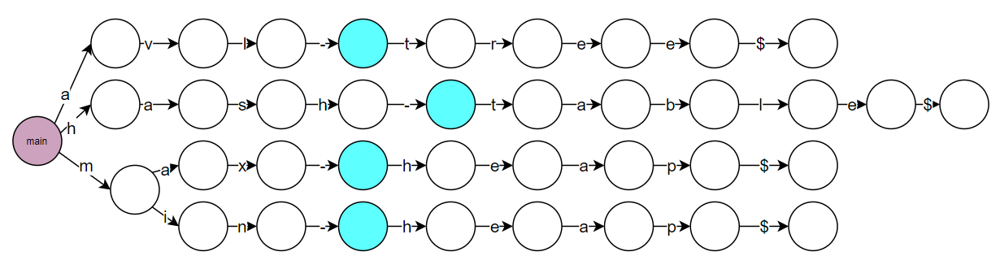 a v l - t r e e $
h a s h - t a b l e $
main
m a x - h e a p $
i n - h e a p $